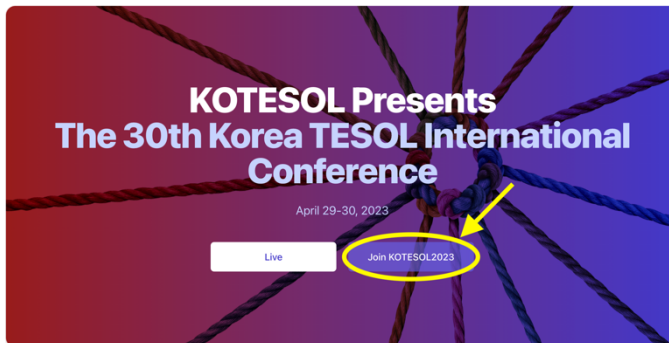 KOTESOL Presents
The 30th Korea TESOL International
Conference
April 29-30, 2023
Live
Join KOTESOL2023